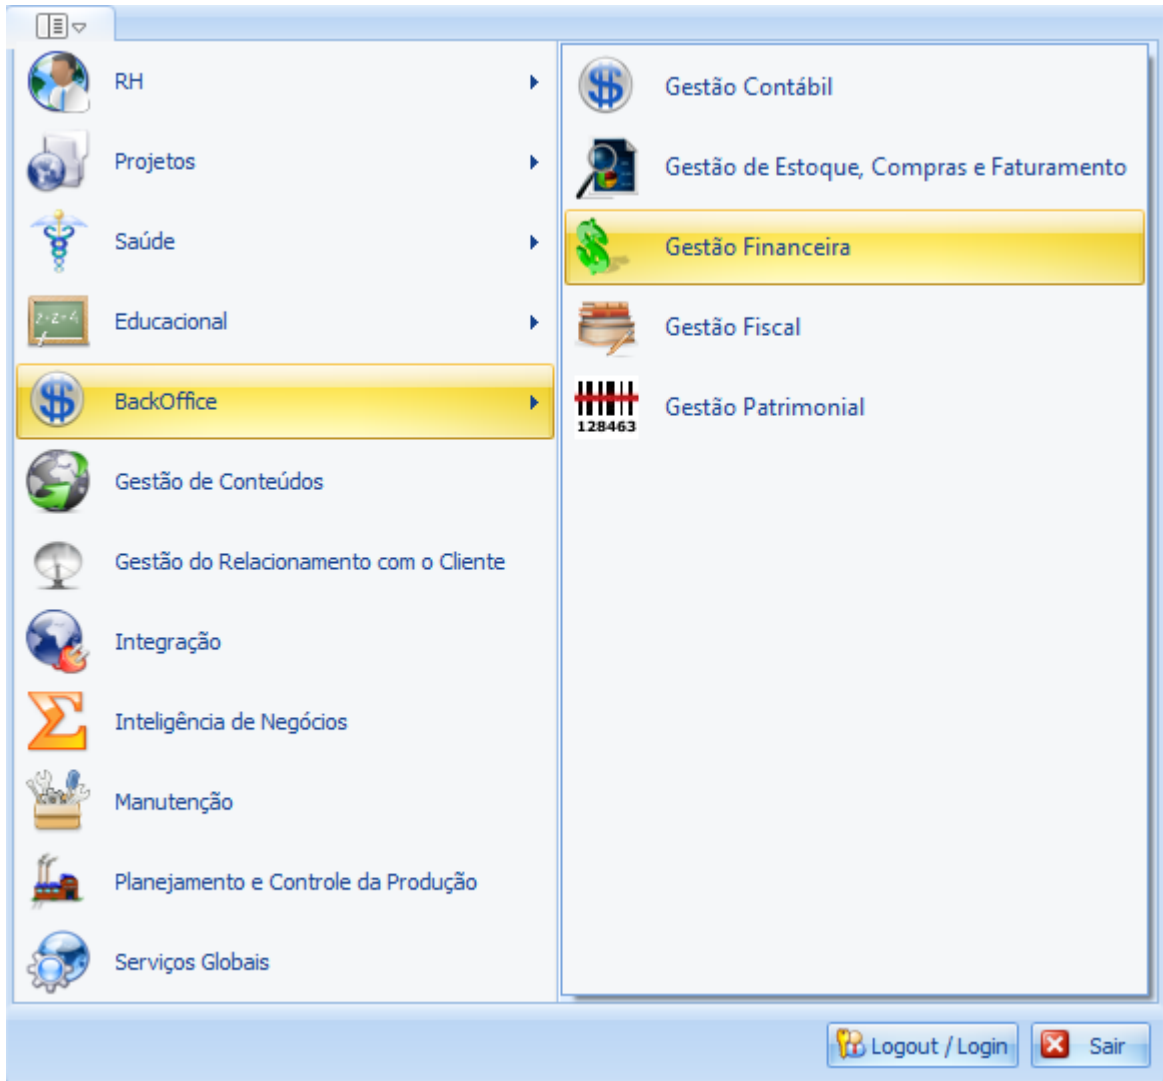 RH
Projetos
Saúde
Educacional
BackOffice
Gestão de Conteúdos
Gestão do Relacionamento com o Cliente
Integração
Inteligência de Negócios
Manutenção
Planejamento e Controle da Produção
Serviços Globais
Gestão Contábil
Gestão de Estoque, Compras e Faturamento
Gestão Financeira
Gestão Fiscal
128463
Gestão Patrimonial
Logout / Login
Sair